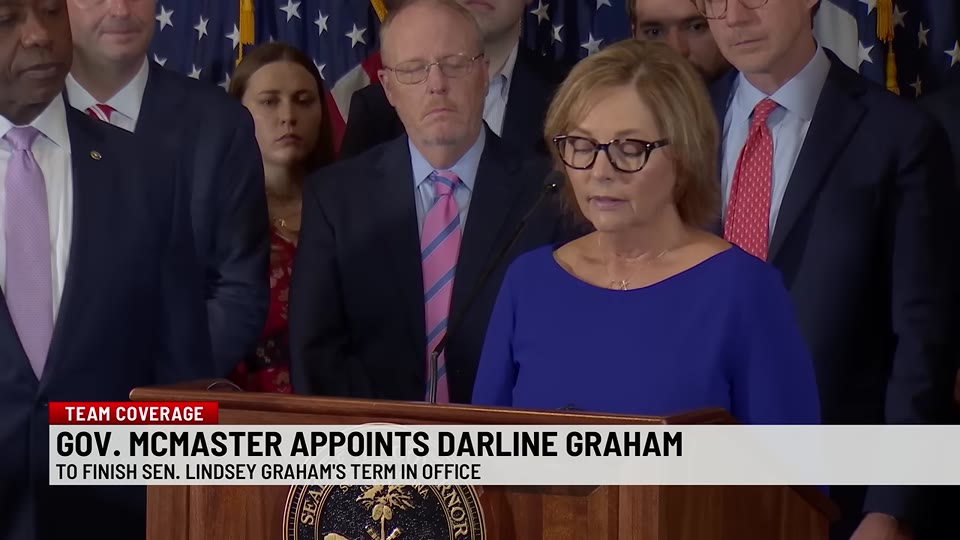 TEAM COVERAGE
GOV. MCMASTER APPOINTS DARLINE GRAHAM
TO FINISH SEN. LINDSEY GRAHAM'S TERM IN OFFICE